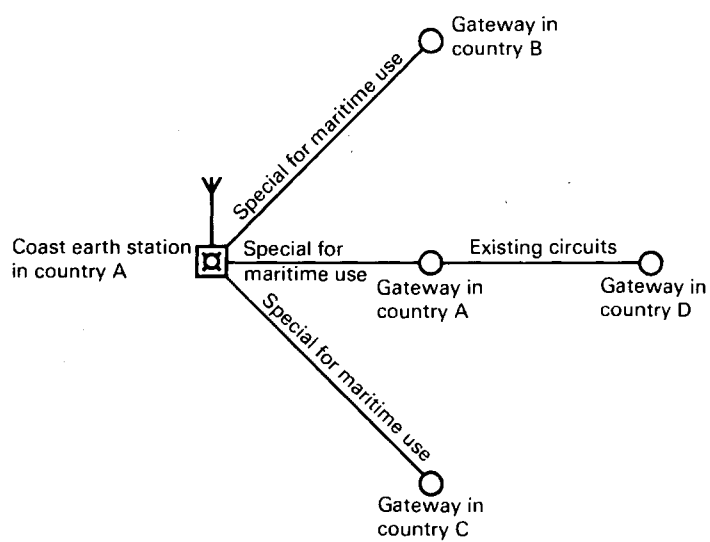 Gateway in
country B
Special for maritime use
Coast earth station
in country A
Special for
maritime use
Existing circuits
Gateway in
country A
Gateway in
country D
Special for maritime use
Gateway in
country C